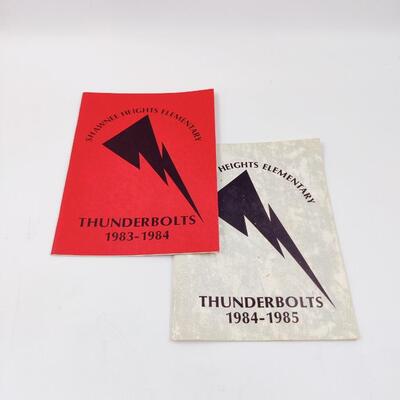 SHAWNEE HEIGHTS ELEMENTARY
THUNDERBOLTS
1983-1984
HEIGHTS ELEMENTARY
THUNDERBOLTS
1984-1985